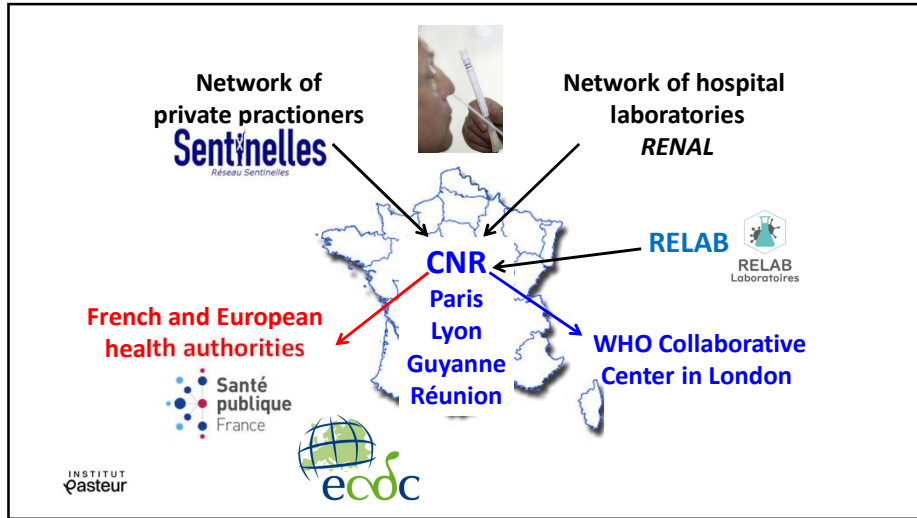 Network of
private practioners
Sentinelles
Réseau Sentinelles
Network of hospital
laboratories
RENAL
RELAB
RELAB
Laboratoires
CNR
Paris
Lyon
Guyanne
Réunion
French and European
health authorities
Santé
publique
France
WHO Collaborative
Center in London
ecdc
INSTITUT
Pasteur